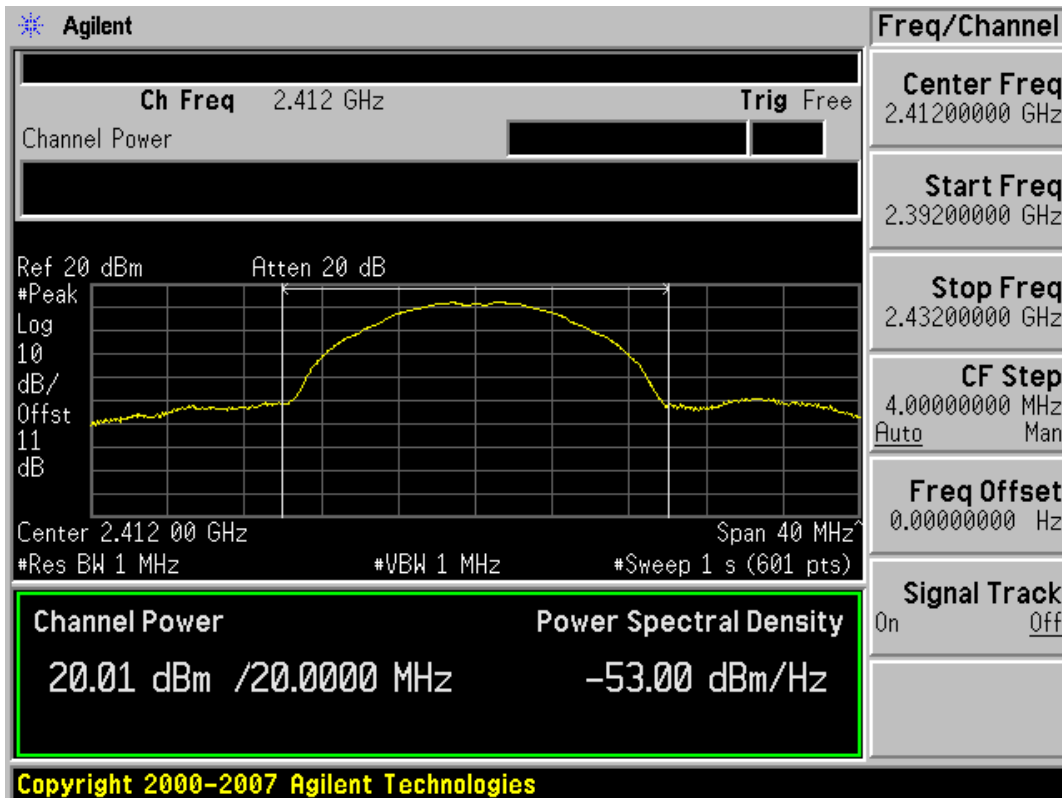 Agilent
Freq/Channel
Ch Freq 2.412 GHz Trig Free
Channel Power
Ref 20 dBm Atten 20 dB
#Peak
Log
10
dB/
Offst
11
dB
Center 2.412 00 GHz Span 40 MHz^
#Res BW 1 MHz #VBW 1 MHz #Sweep 1 s (601 pts)
Channel Power Power Spectral Density
20.01 dBm /20.0000 MHz -53.00 dBm/Hz
Center Freq
2.41200000 GHz
Start Freq
2.39200000 GHz
Stop Freq
2.43200000 GHz
CF Step
4.00000000 MHz
Auto Man
Freq Offset
0.00000000 Hz
Signal Track
On Off
Copyright 2000-2007 Agilent Technologies